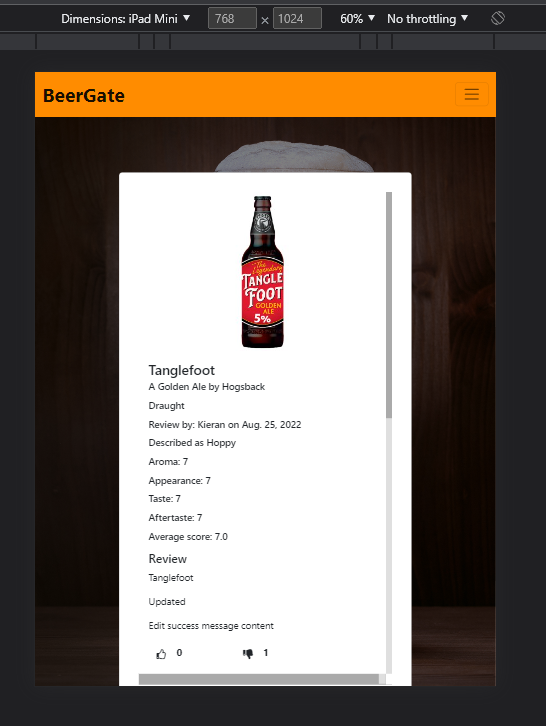 Dimensions: iPad Mini ▼ 768 × 1024 60% ▼ No throttling ▼
BeerGate
The
Legendary
TANGLE
FOOT
GOLDEN
ALE
5%
Tanglefoot
A Golden Ale by Hogsback
Draught
Review by: Kieran on Aug. 25, 2022
Described as Hoppy
Aroma: 7
Appearance: 7
Taste: 7
Aftertaste: 7
Average score: 7.0
Review
Tanglefoot
Updated
Edit success message content
0 1